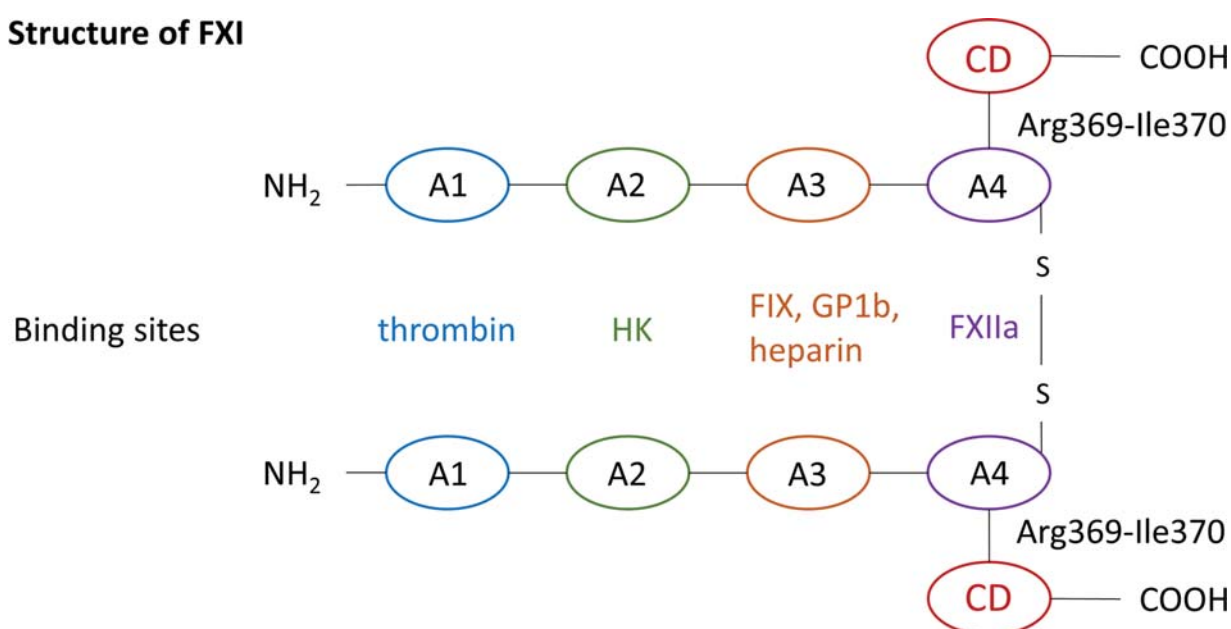 Structure of FXI
CD
COOH
Arg369-Ile370
NH₂
A1
A2
A3
A4
S
Binding sites
thrombin
HK
FIX, GP1b,
heparin
FXIIa
S
NH₂
A1
A2
A3
A4
Arg369-Ile370
CD
COOH